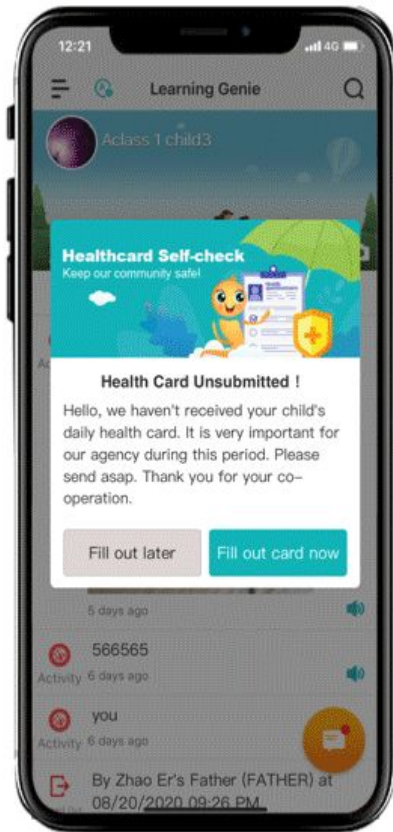 12:21
4G
Learning Genie
Aclass 1 child3
Healthcard Self-check
Keep our community safe!
Health Card Unsubmitted !
Hello, we haven't received your child's
daily health card. It is very important for
our agency during this period. Please
send asap. Thank you for your co-
operation.
Fill out later
Fill out card now
5 days ago
566565
Activity 6 days ago
you
Activity 6 days ago
By Zhao Er's Father (FATHER) at
08/20/2020 09:26 PM